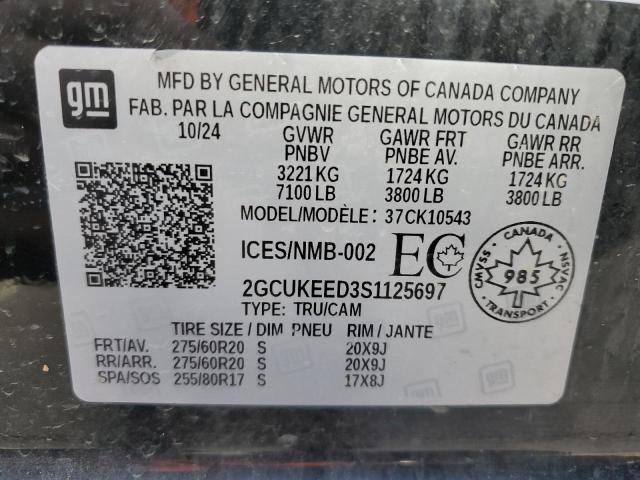 gm
MFD BY GENERAL MOTORS OF CANADA COMPANY
FAB. PAR LA COMPAGNIE GENERAL MOTORS DU CANADA
10/24 GVWR GAWR FRT GAWR RR
PNBV PNBE AV. PNBE ARR.
3221 KG 1724 KG 1724 KG
7100 LB 3800 LB 3800 LB
MODEL/MODÈLE: 37CK10543
ICES/NMB-002 EC
CANADA
CMVSS 985 NSVAC
TRANSPORT
2GCUKEED3S1125697
TYPE: TRU/CAM
TIRE SIZE / DIM PNEU RIM / JANTE
FRT/AV. 275/60R20 S 20X9J
RR/ARR. 275/60R20 S 20X9J
SPA/SOS 255/80R17 S 17X8J